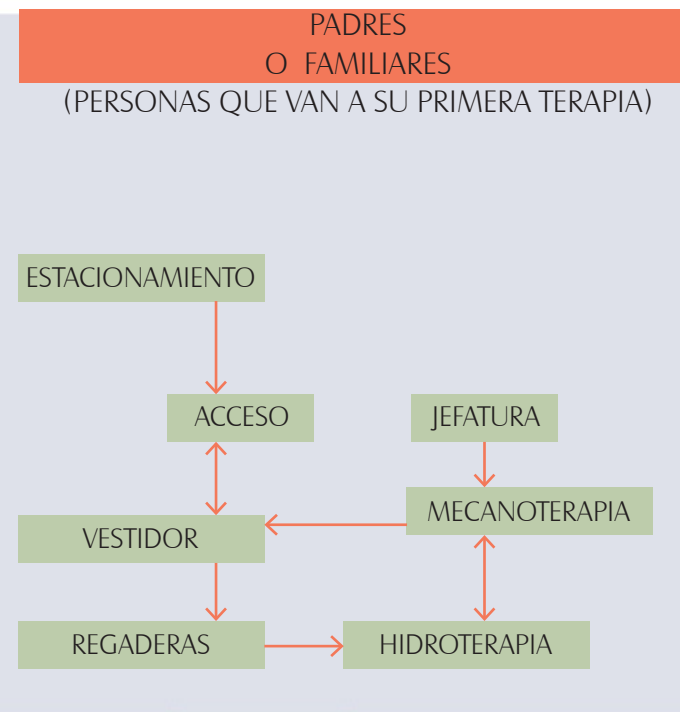 PADRES
O FAMILIARES
(PERSONAS QUE VAN A SU PRIMERA TERAPIA)
ESTACIONAMIENTO
ACCESO
JEFATURA
MECANOTERAPIA
VESTIDOR
REGADERAS
HIDROTERAPIA